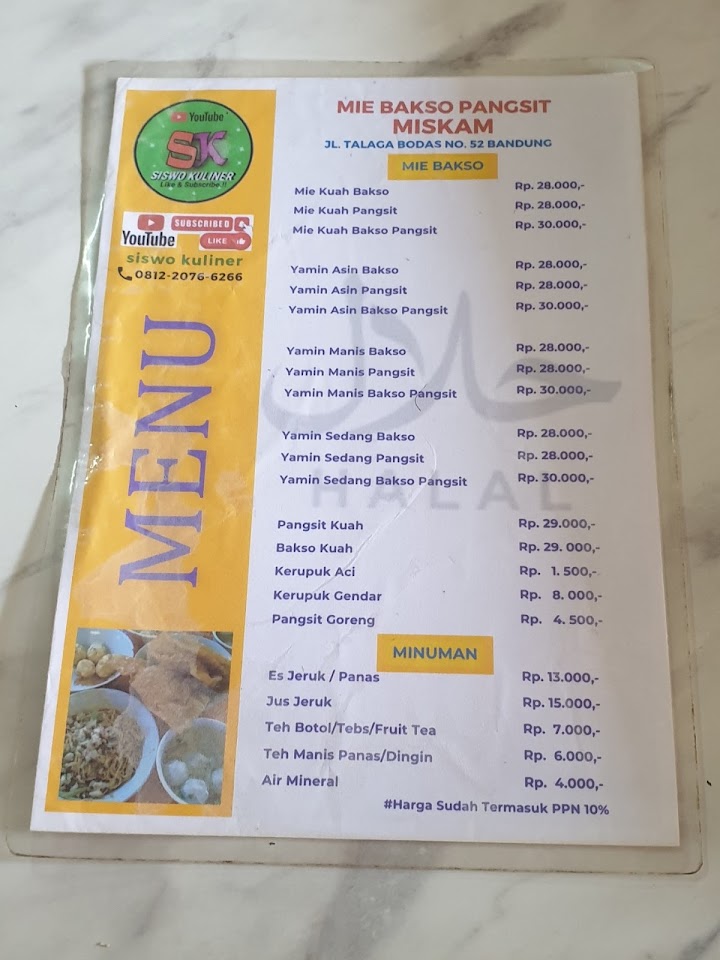 YouTube
SK
SISWO KULINER
Like & Subscribe !!
SUBSCRIBED
YouTube
LIKE
siswo kuliner
0812-2076-6266
MENU
MIE BAKSO PANGSIT
MISKAM
JL. TALAGA BODAS NO. 52 BANDUNG
MIE BAKSO
Mie Kuah Bakso Rp. 28.000,-
Mie Kuah Pangsit Rp. 28.000,-
Mie Kuah Bakso Pangsit Rp. 30.000,-
Yamin Asin Bakso Rp. 28.000,-
Yamin Asin Pangsit Rp. 28.000,-
Yamin Asin Bakso Pangsit Rp. 30.000,-
Yamin Manis Bakso Rp. 28.000,-
Yamin Manis Pangsit Rp. 28.000,-
Yamin Manis Bakso Pangsit Rp. 30.000,-
Yamin Sedang Bakso Rp. 28.000,-
Yamin Sedang Pangsit Rp. 28.000,-
Yamin Sedang Bakso Pangsit Rp. 30.000,-
حلال
HALAL
Pangsit Kuah Rp. 29.000,-
Bakso Kuah Rp. 29. 000,-
Kerupuk Aci Rp. 1. 500,-
Kerupuk Gendar Rp. 8. 000,-
Pangsit Goreng Rp. 4. 500,-
MINUMAN
Es Jeruk / Panas Rp. 13.000,-
Jus Jeruk Rp. 15.000,-
Teh Botol/Tebs/Fruit Tea Rp. 7.000,-
Teh Manis Panas/Dingin Rp. 6.000,-
Air Mineral Rp. 4.000,-
#Harga Sudah Termasuk PPN 10%